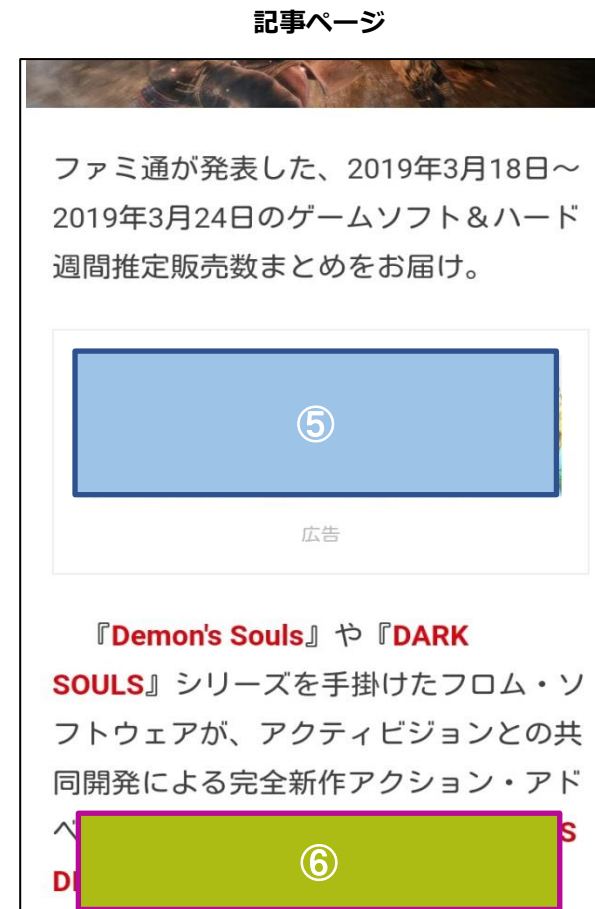 記事ページ
ファミ通が発表した、2019年3月18日～
2019年3月24日のゲームソフト＆ハード
週間推定販売数まとめをお届け。
⑤
広告
『Demon's Souls』や『DARK
SOULS』シリーズを手掛けたフロム・ソ
フトウェアが、アクティビジョンとの共
同開発による完全新作アクション・アド
ベ S
⑥
D